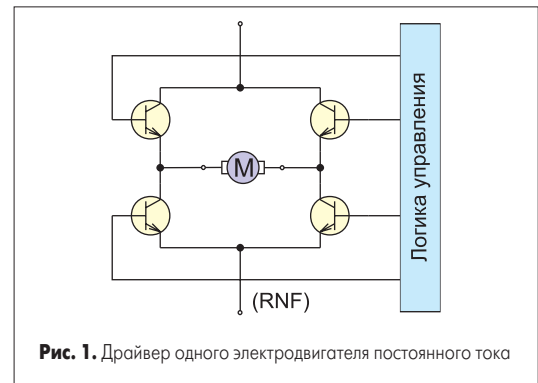 Логика управления
M
(RNF)
Рис. 1. Драйвер одного электродвигателя постоянного тока